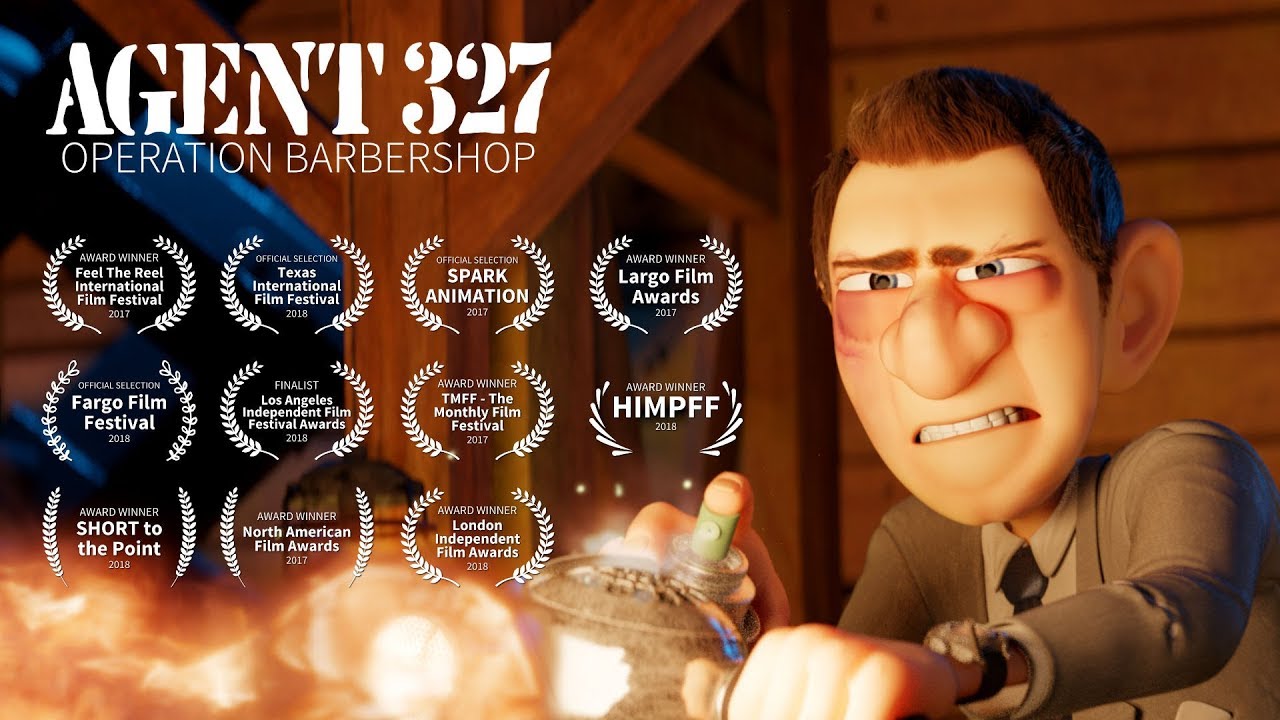 AGENT 327
OPERATION BARBERSHOP
AWARD WINNER
Feel The Reel
International
Film Festival
2017
OFFICIAL SELECTION
Texas
International
Film Festival
2018
OFFICIAL SELECTION
SPARK
ANIMATION
2017
AWARD WINNER
Largo Film
Awards
2017
OFFICIAL SELECTION
Fargo Film
Festival
2018
FINALIST
Los Angeles
Independent Film
Festival Awards
2018
AWARD WINNER
TMFF - The
Monthly Film
Festival
2017
AWARD WINNER
HIMPFF
2018
AWARD WINNER
SHORT to
the Point
2018
AWARD WINNER
North American
Film Awards
2017
AWARD WINNER
London
Independent
Film Awards
2018